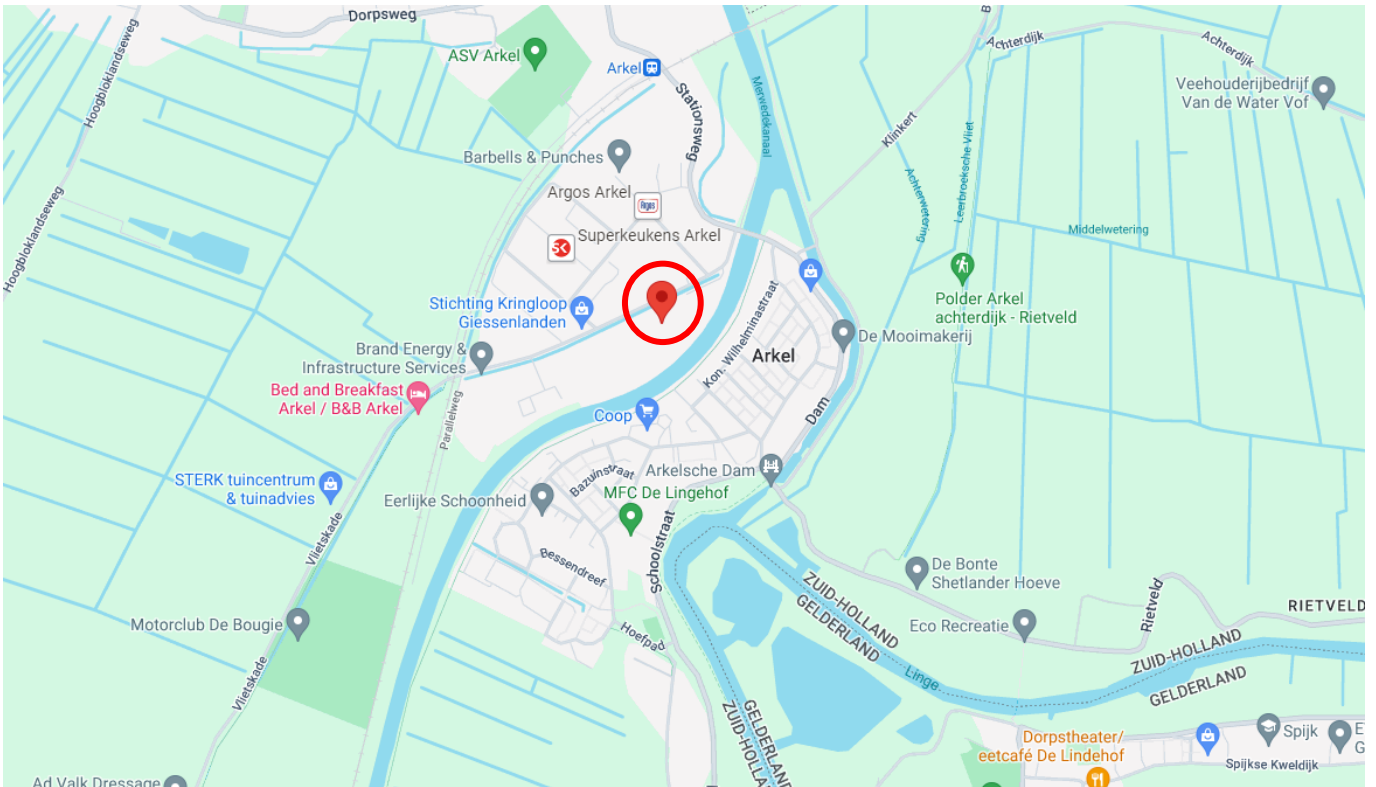 Dorpsweg
B
Achterdijk
Achterdijk
Hoogbloklandseweg
ASV Arkel
Arkel
Stationsweg
Merwedekanaal
Veehouderijbedrijf
Van de Water Vof
Klinkert
Leerbroeksche Vliet
Barbells & Punches
Achterwetering
Argos Arkel
Argos
Hoogbloklandseweg
Superkeukens Arkel
SK
Middelwetering
Stichting Kringloop
Giessenlanden
Polder Arkel
achterdijk - Rietveld
Kon. Wilhelminastraat
De Mooimakerij
Arkel
Brand Energy &
Infrastructure Services
Bed and Breakfast
Arkel / B&B Arkel
Parallelweg
Coop
Dam
Bazuinstraat
Arkelsche Dam
STERK tuincentrum
& tuinadvies
Eerlijke Schoonheid
MFC De Lingehof
Vlietskade
Schoolstraat
Bessendreef
De Bonte
Shetlander Hoeve
ZUID-HOLLAND
GELDERLAND
Rietveld
RIETVELD
Motorclub De Bougie
Hoefpad
Eco Recreatie
ZUID-HOLLAND
GELDERLAND
Linge
Vlietskade
GELDERLAND
ZUID-HOLLA
Dorpstheater/
eetcafé De Lindehof
Spijk
E
G
Spijkse Kweldijk
Ad Valk Dressage